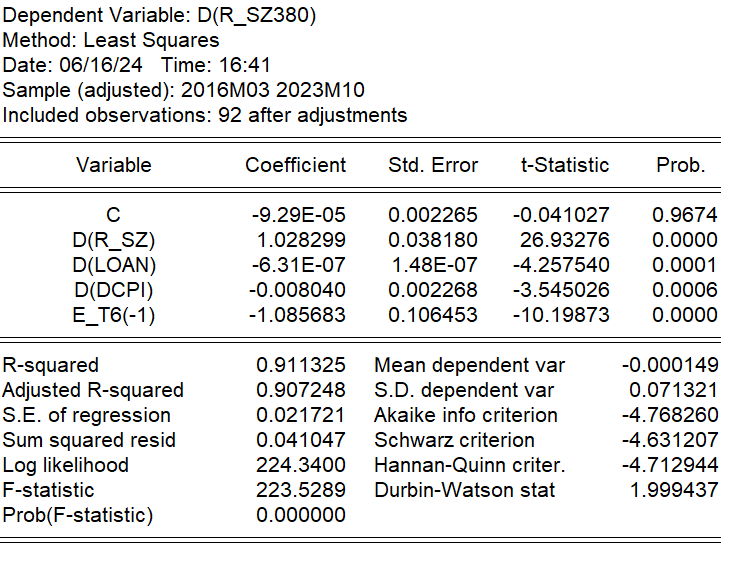 Dependent Variable: D(R_SZ380)
Method: Least Squares
Date: 06/16/24 Time: 16:41
Sample (adjusted): 2016M03 2023M10
Included observations: 92 after adjustments
Variable Coefficient Std. Error t-Statistic Prob.
C -9.29E-05 0.002265 -0.041027 0.9674
D(R_SZ) 1.028299 0.038180 26.93276 0.0000
D(LOAN) -6.31E-07 1.48E-07 -4.257540 0.0001
D(DCPI) -0.008040 0.002268 -3.545026 0.0006
E_T6(-1) -1.085683 0.106453 -10.19873 0.0000
R-squared 0.911325 Mean dependent var -0.000149
Adjusted R-squared 0.907248 S.D. dependent var 0.071321
S.E. of regression 0.021721 Akaike info criterion -4.768260
Sum squared resid 0.041047 Schwarz criterion -4.631207
Log likelihood 224.3400 Hannan-Quinn criter. -4.712944
F-statistic 223.5289 Durbin-Watson stat 1.999437
Prob(F-statistic) 0.000000